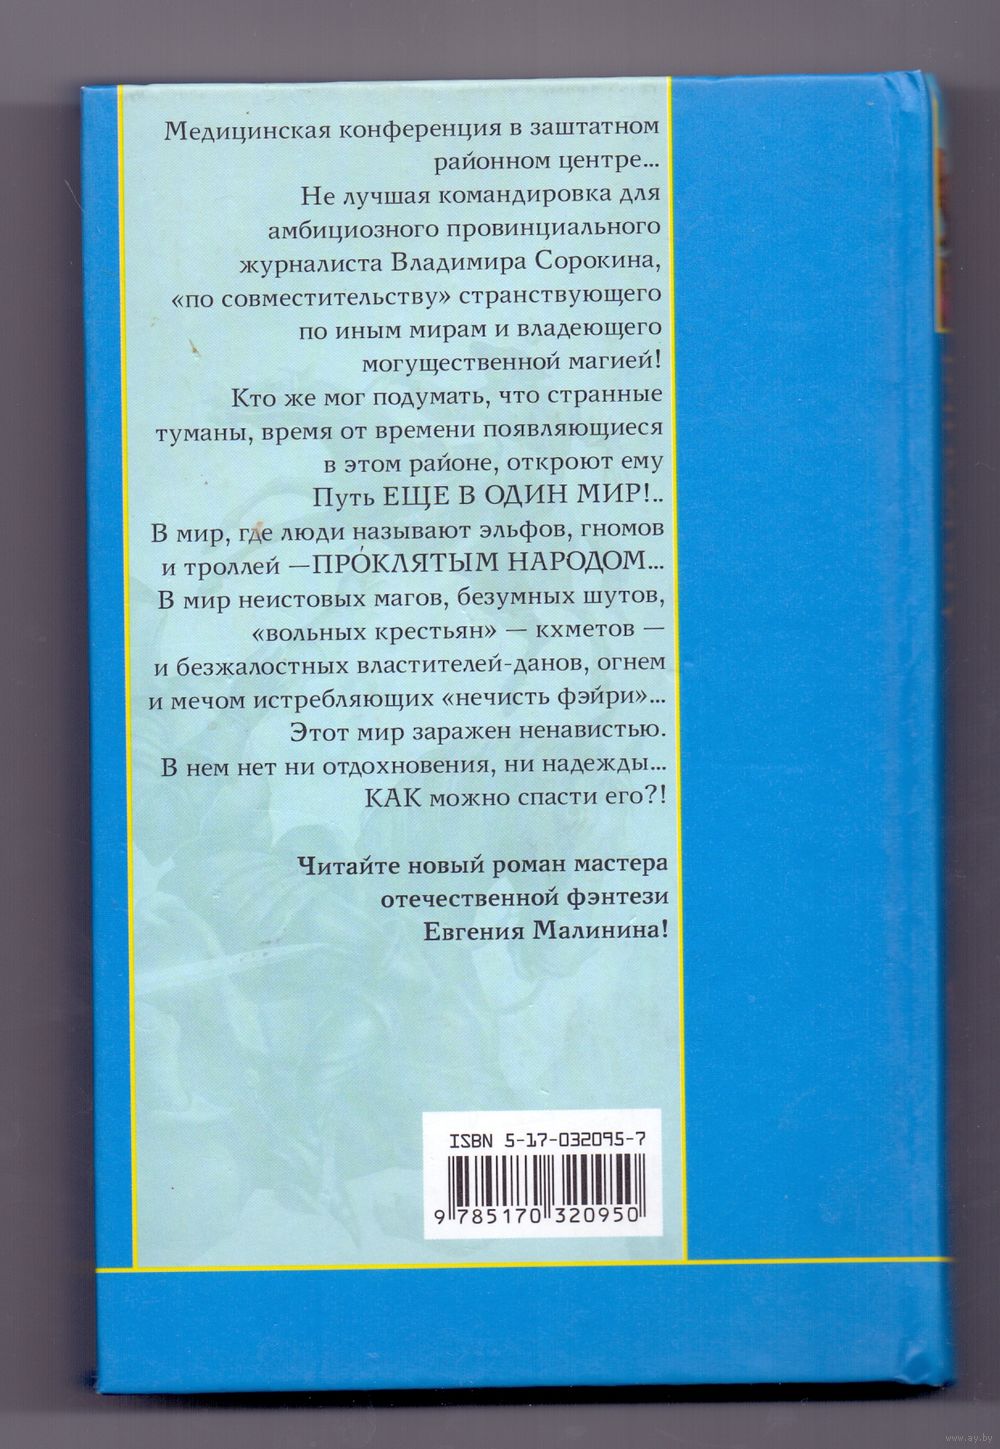 Медицинская конференция в заштатном
районном центре...
Не лучшая командировка для
амбициозного провинциального
журналиста Владимира Сорокина,
«по совместительству» странствующего
по иным мирам и владеющего
могущественной магией!
Кто же мог подумать, что странные
туманы, время от времени появляющиеся
в этом районе, откроют ему
Путь ЕЩЕ В ОДИН МИР!..
В мир, где люди называют эльфов, гномов
и троллей —ПРО́КЛЯТЫМ НАРОДОМ...
В мир неистовых магов, безумных шутов,
«вольных крестьян» — кхметов —
и безжалостных властителей-данов, огнем
и мечом истребляющих «нечисть фэйри»...
Этот мир заражен ненавистью.
В нем нет ни отдохновения, ни надежды...
КАК можно спасти его?!
Читайте новый роман мастера
отечественной фэнтези
Евгения Малинина!
ISBN 5-17-032095-7
9 785170 320950
www.ay.by